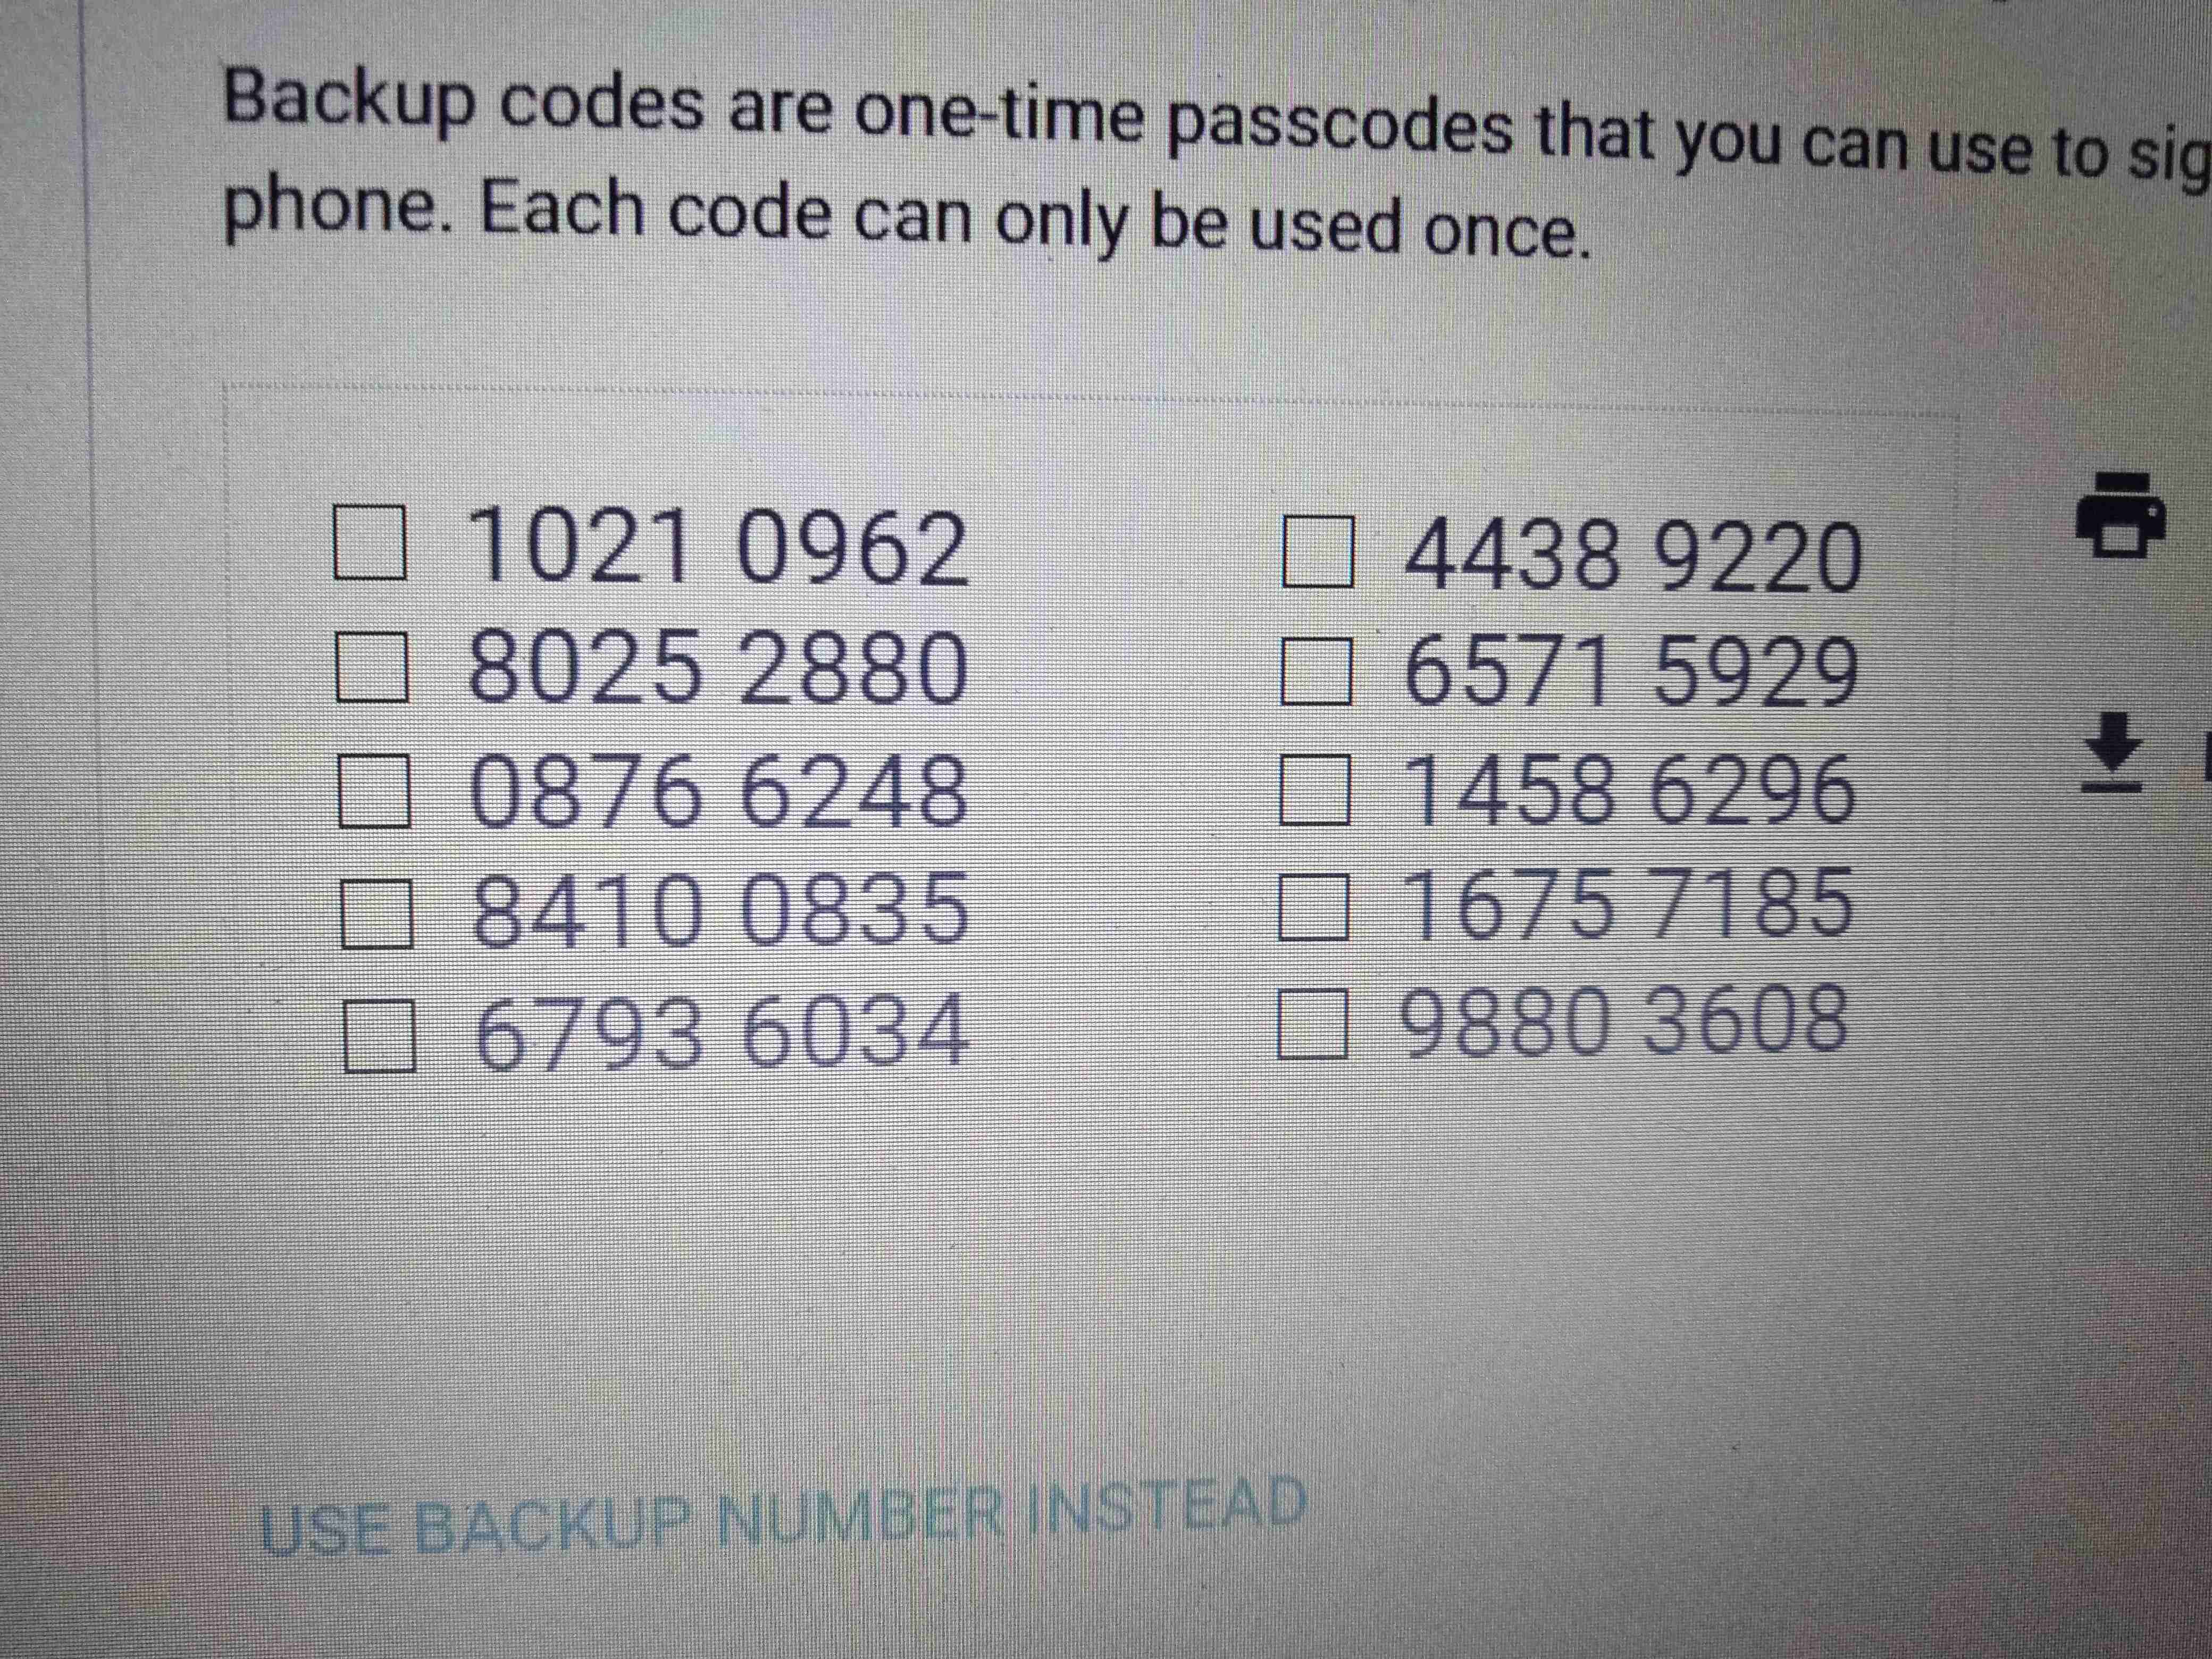 Backup codes are one-time passcodes that you can use to sig
phone. Each code can only be used once.
1021 0962 4438 9220
8025 2880 6571 5929
0876 6248 1458 6296
8410 0835 1675 7185
6793 6034 9880 3608
USE BACKUP NUMBER INSTEAD